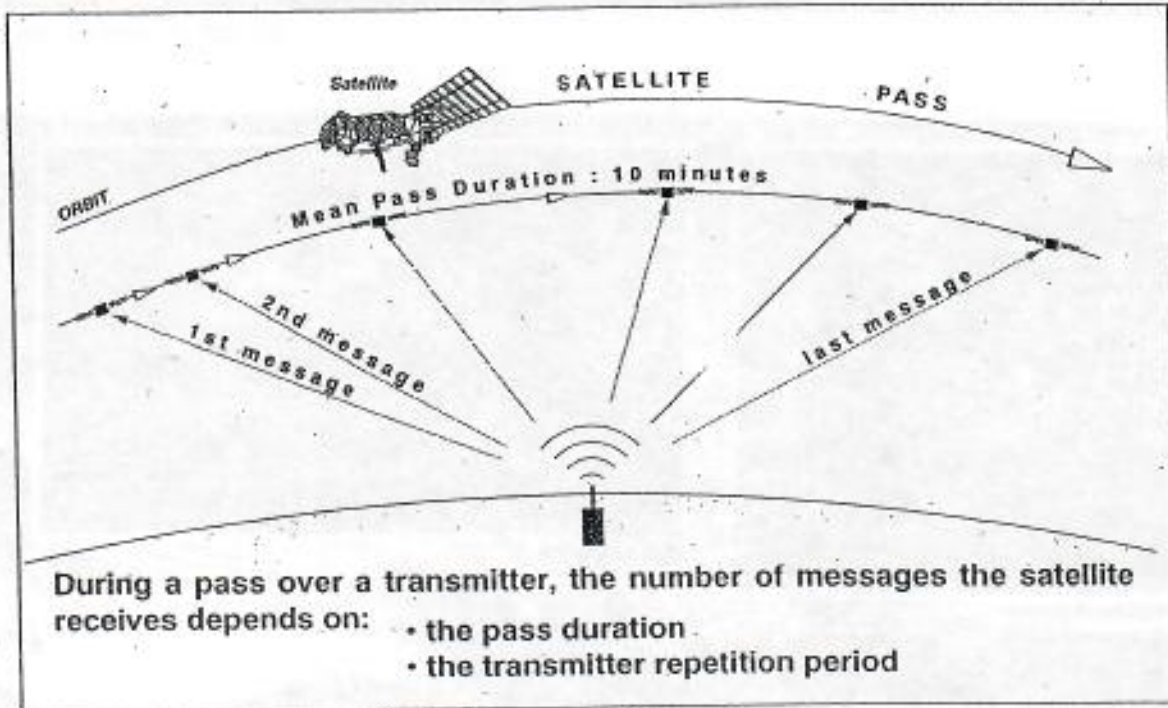 Satellite
SATELLITE PASS
ORBIT
Mean Pass Duration : 10 minutes
1st message
2nd message
last message
During a pass over a transmitter, the number of messages the satellite
receives depends on:
• the pass duration
• the transmitter repetition period